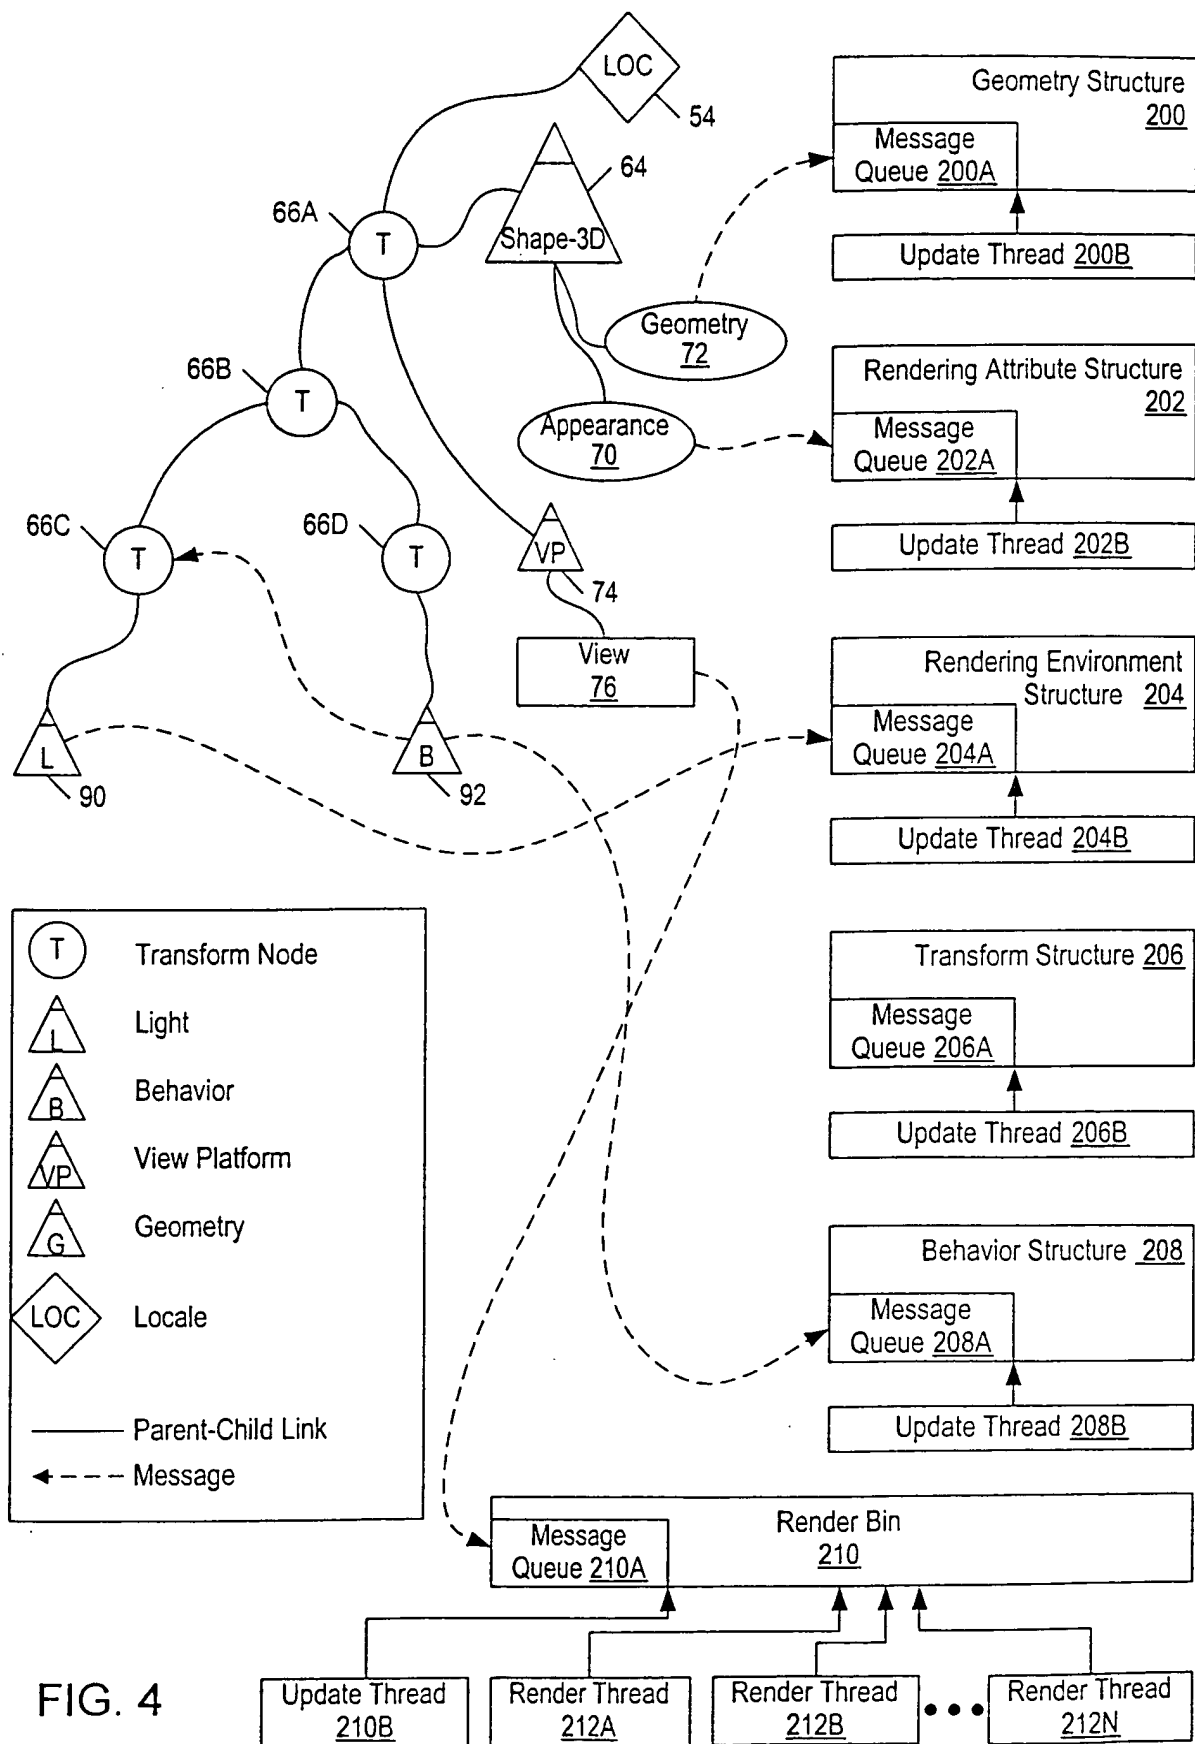 LOC
54
64
66A
T
Shape-3D
Geometry
72
66B
T
Appearance
70
66C
T
66D
T
VP
74
View
76
L
90
B
92
Geometry Structure
200
Message
Queue 200A
Update Thread 200B
Rendering Attribute Structure
202
Message
Queue 202A
Update Thread 202B
Rendering Environment
Structure 204
Message
Queue 204A
Update Thread 204B
Transform Structure 206
Message
Queue 206A
Update Thread 206B
Behavior Structure 208
Message
Queue 208A
Update Thread 208B
T Transform Node
L Light
B Behavior
VP View Platform
G Geometry
LOC Locale
Parent-Child Link
Message
Render Bin
210
Message
Queue 210A
Update Thread
210B
Render Thread
212A
Render Thread
212B
Render Thread
212N
FIG. 4